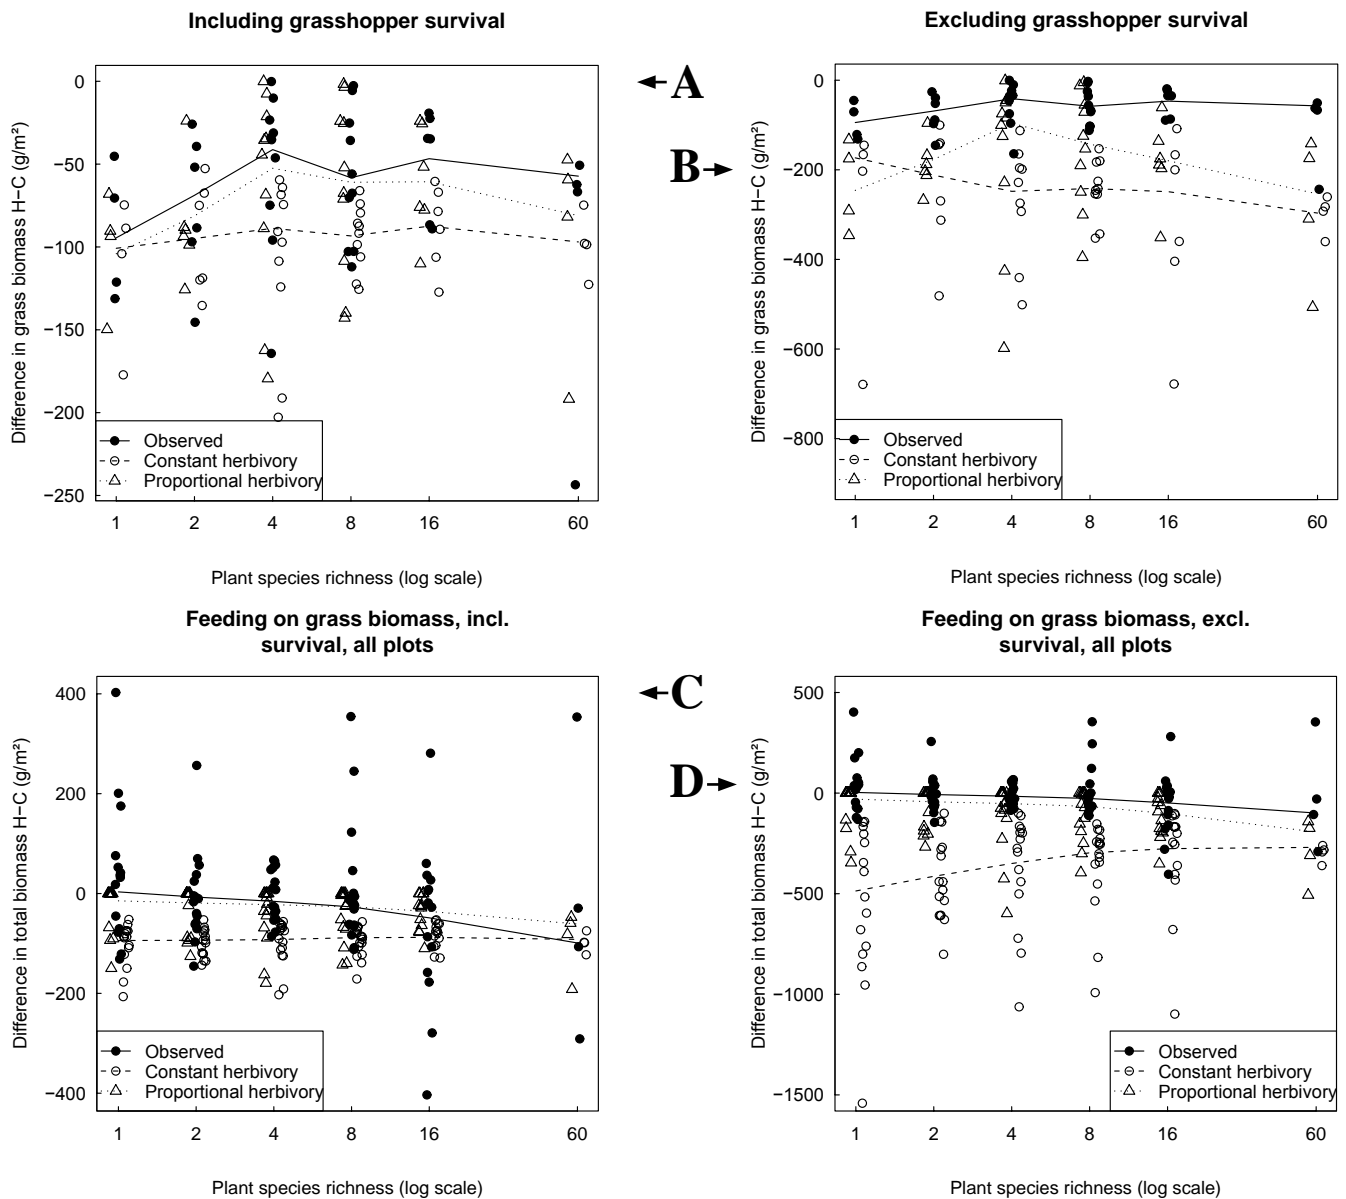 Including grasshopper survival
Difference in grass biomass H−C (g/m²)
0
−50
−100
−150
−200
−250
Observed
Constant herbivory
Proportional herbivory
1 2 4 8 16 60
Plant species richness (log scale)
A
B
Excluding grasshopper survival
Difference in grass biomass H−C (g/m²)
0
−200
−400
−600
−800
Observed
Constant herbivory
Proportional herbivory
1 2 4 8 16 60
Plant species richness (log scale)
Feeding on grass biomass, incl.
survival, all plots
Difference in total biomass H−C (g/m²)
400
200
0
−200
−400
Observed
Constant herbivory
Proportional herbivory
1 2 4 8 16 60
Plant species richness (log scale)
C
D
Feeding on grass biomass, excl.
survival, all plots
Difference in total biomass H−C (g/m²)
500
0
−500
−1000
−1500
Observed
Constant herbivory
Proportional herbivory
1 2 4 8 16 60
Plant species richness (log scale)